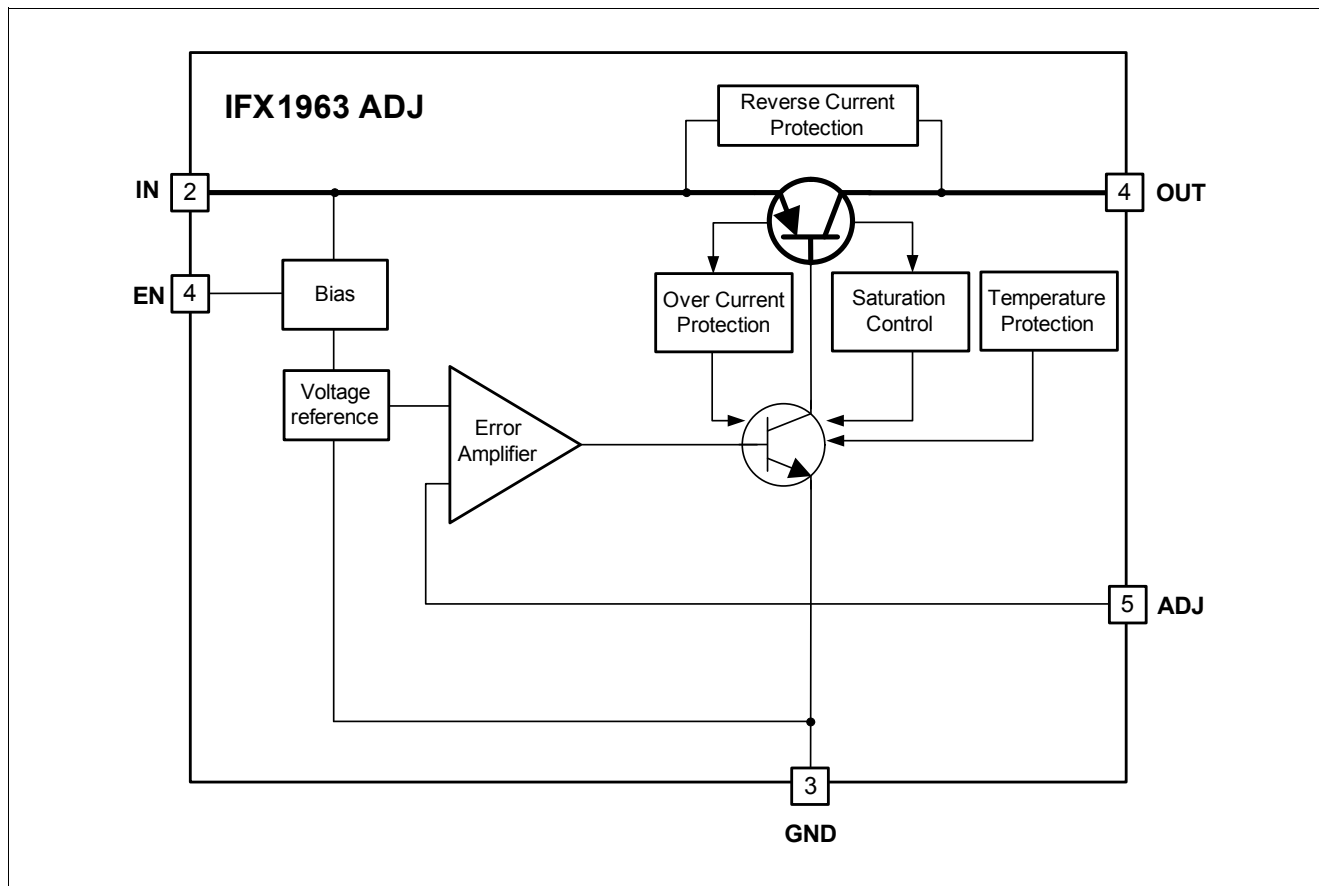 IFX1963 ADJ
Reverse Current
Protection
IN
2
4
OUT
EN
4
Bias
Over Current
Protection
Saturation
Control
Temperature
Protection
Voltage
reference
Error
Amplifier
5
ADJ
3
GND